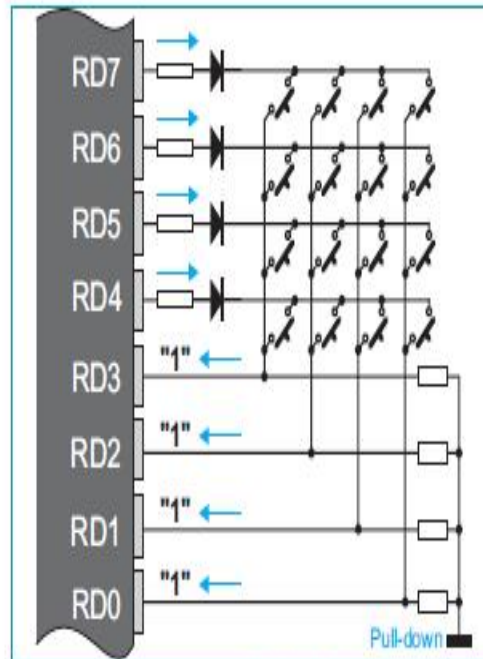 RD7
RD6
RD5
RD4
RD3 "1"
RD2 "1"
RD1 "1"
RD0 "1"
Pull-down